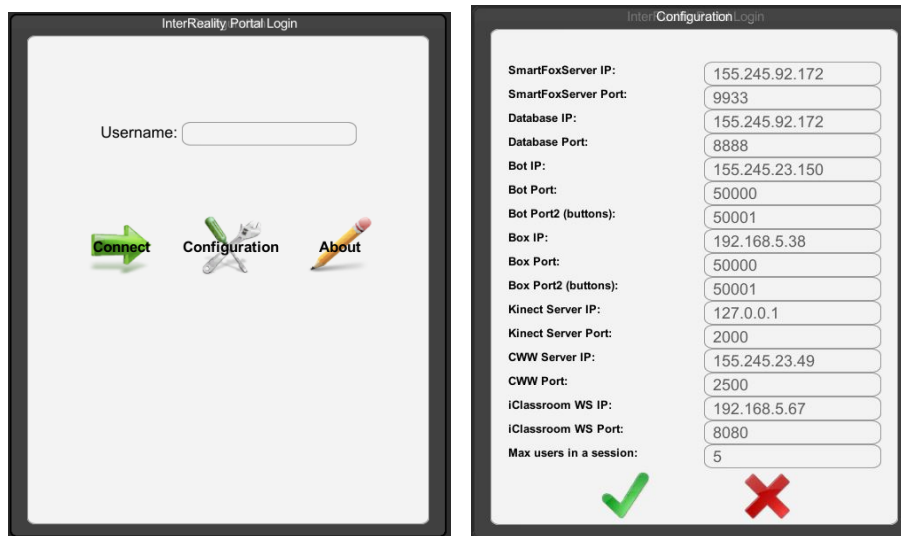 InterReality Portal Login
Username:
Connect
Configuration
About
InterReality Portal Login
Configuration
SmartFoxServer IP: 155.245.92.172
SmartFoxServer Port: 9933
Database IP: 155.245.92.172
Database Port: 8888
Bot IP: 155.245.23.150
Bot Port: 50000
Bot Port2 (buttons): 50001
Box IP: 192.168.5.38
Box Port: 50000
Box Port2 (buttons): 50001
Kinect Server IP: 127.0.0.1
Kinect Server Port: 2000
CWW Server IP: 155.245.23.49
CWW Port: 2500
iClassroom WS IP: 192.168.5.67
iClassroom WS Port: 8080
Max users in a session: 5